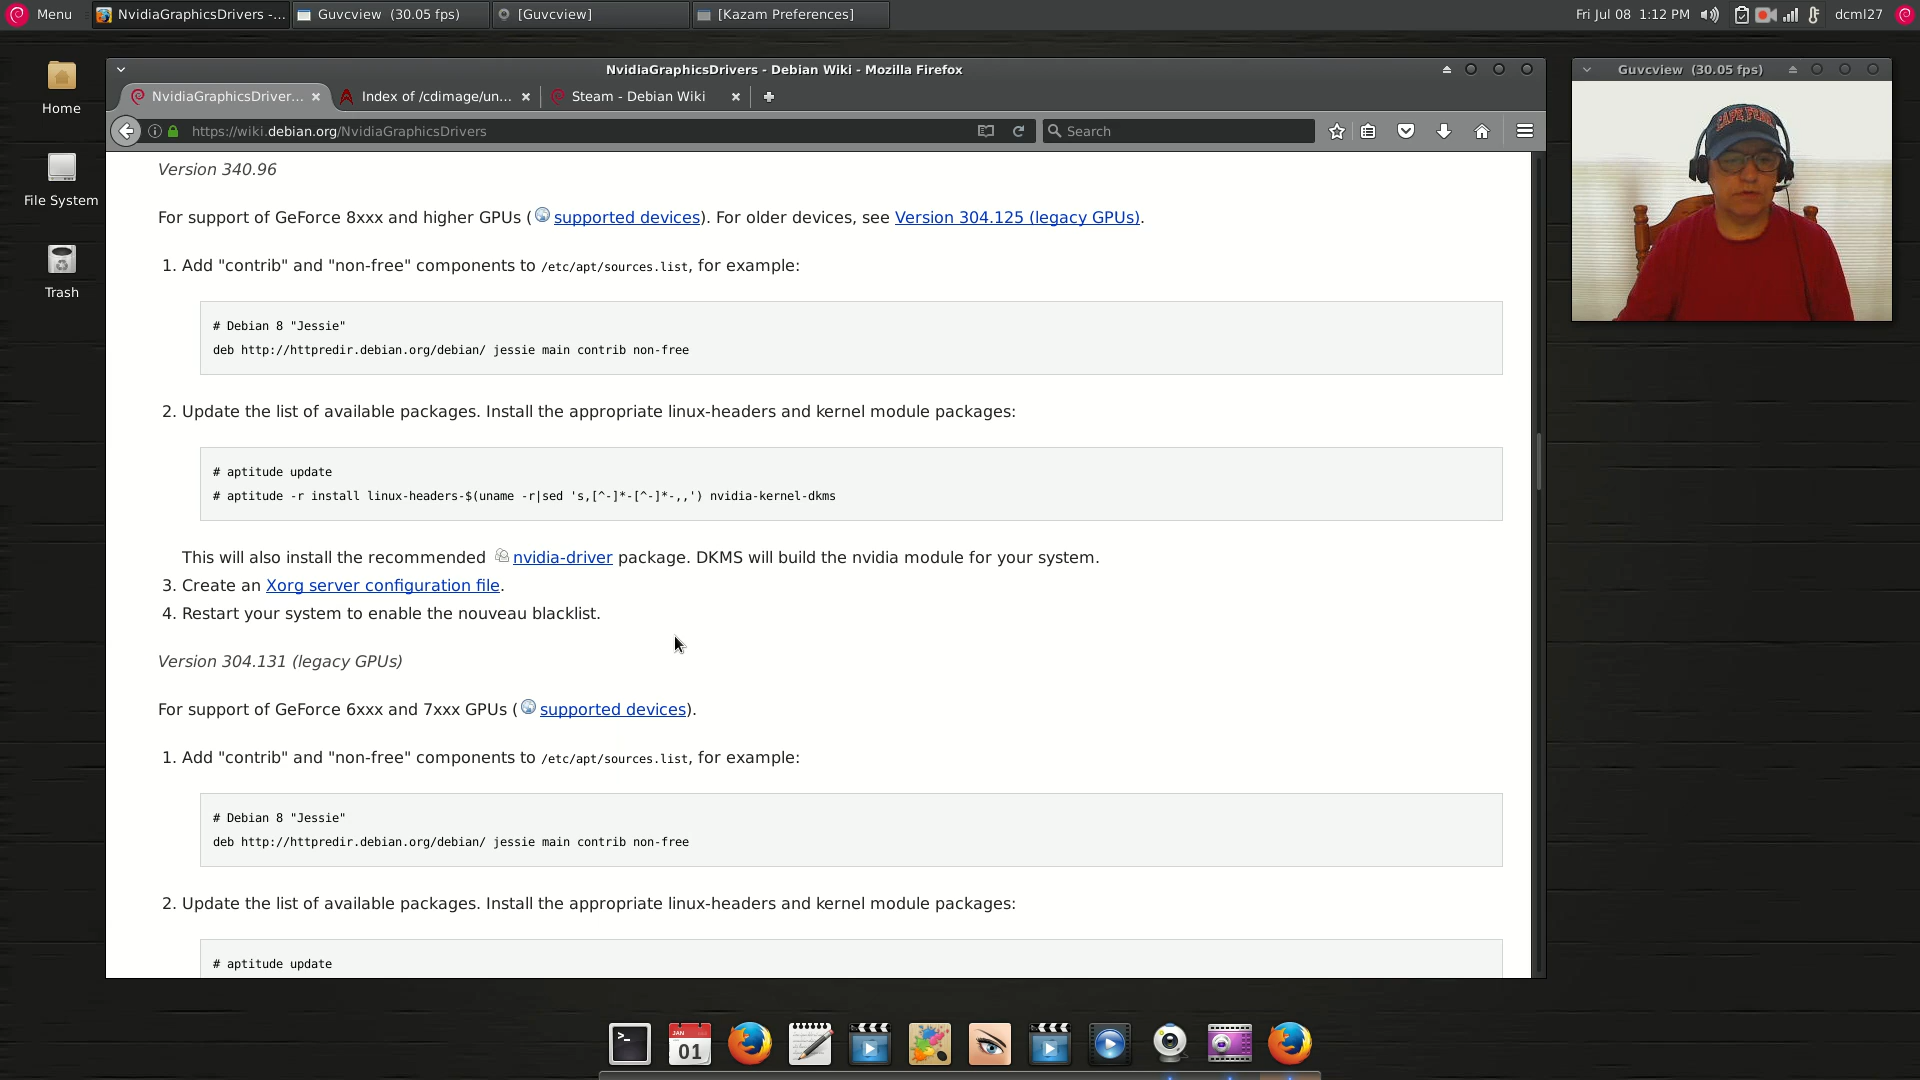 Menu
NvidiaGraphicsDrivers -...
Guvcview (30.05 fps)
[Guvcview]
[Kazam Preferences]
Fri Jul 08 1:12 PM
dcml27
Home
File System
Trash
NvidiaGraphicsDrivers - Debian Wiki - Mozilla Firefox
NvidiaGraphicsDriver...
Index of /cdimage/un...
Steam - Debian Wiki
https://wiki.debian.org/NvidiaGraphicsDrivers
Search
Version 340.96
For support of GeForce 8xxx and higher GPUs ( supported devices). For older devices, see Version 304.125 (legacy GPUs).
1. Add "contrib" and "non-free" components to /etc/apt/sources.list, for example:
# Debian 8 "Jessie"
deb http://httpredir.debian.org/debian/ jessie main contrib non-free
2. Update the list of available packages. Install the appropriate linux-headers and kernel module packages:
# aptitude update
# aptitude -r install linux-headers-$(uname -r|sed 's,[^-]*-[^-]*-,,') nvidia-kernel-dkms
This will also install the recommended nvidia-driver package. DKMS will build the nvidia module for your system.
3. Create an Xorg server configuration file.
4. Restart your system to enable the nouveau blacklist.
Version 304.131 (legacy GPUs)
For support of GeForce 6xxx and 7xxx GPUs ( supported devices).
1. Add "contrib" and "non-free" components to /etc/apt/sources.list, for example:
# Debian 8 "Jessie"
deb http://httpredir.debian.org/debian/ jessie main contrib non-free
2. Update the list of available packages. Install the appropriate linux-headers and kernel module packages:
# aptitude update
Guvcview (30.05 fps)
CAPE FEAR
JAN
01